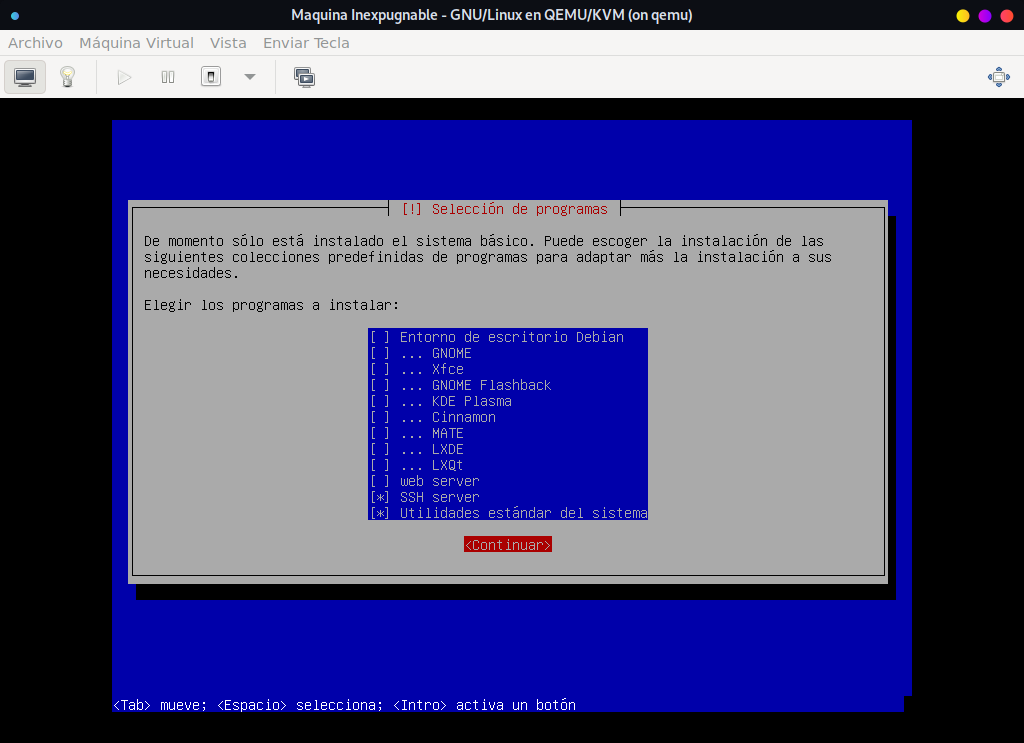 Maquina Inexpugnable - GNU/Linux en QEMU/KVM (on qemu)
Archivo Máquina Virtual Vista Enviar Tecla
[!] Selección de programas
De momento sólo está instalado el sistema básico. Puede escoger la instalación de las
siguientes colecciones predefinidas de programas para adaptar más la instalación a sus
necesidades.
Elegir los programas a instalar:
[ ] Entorno de escritorio Debian
[ ] ... GNOME
[ ] ... Xfce
[ ] ... GNOME Flashback
[ ] ... KDE Plasma
[ ] ... Cinnamon
[ ] ... MATE
[ ] ... LXDE
[ ] ... LXQt
[ ] web server
[*] SSH server
[*] Utilidades estándar del sistema
<Continuar>
<Tab> mueve; <Espacio> selecciona; <Intro> activa un botón